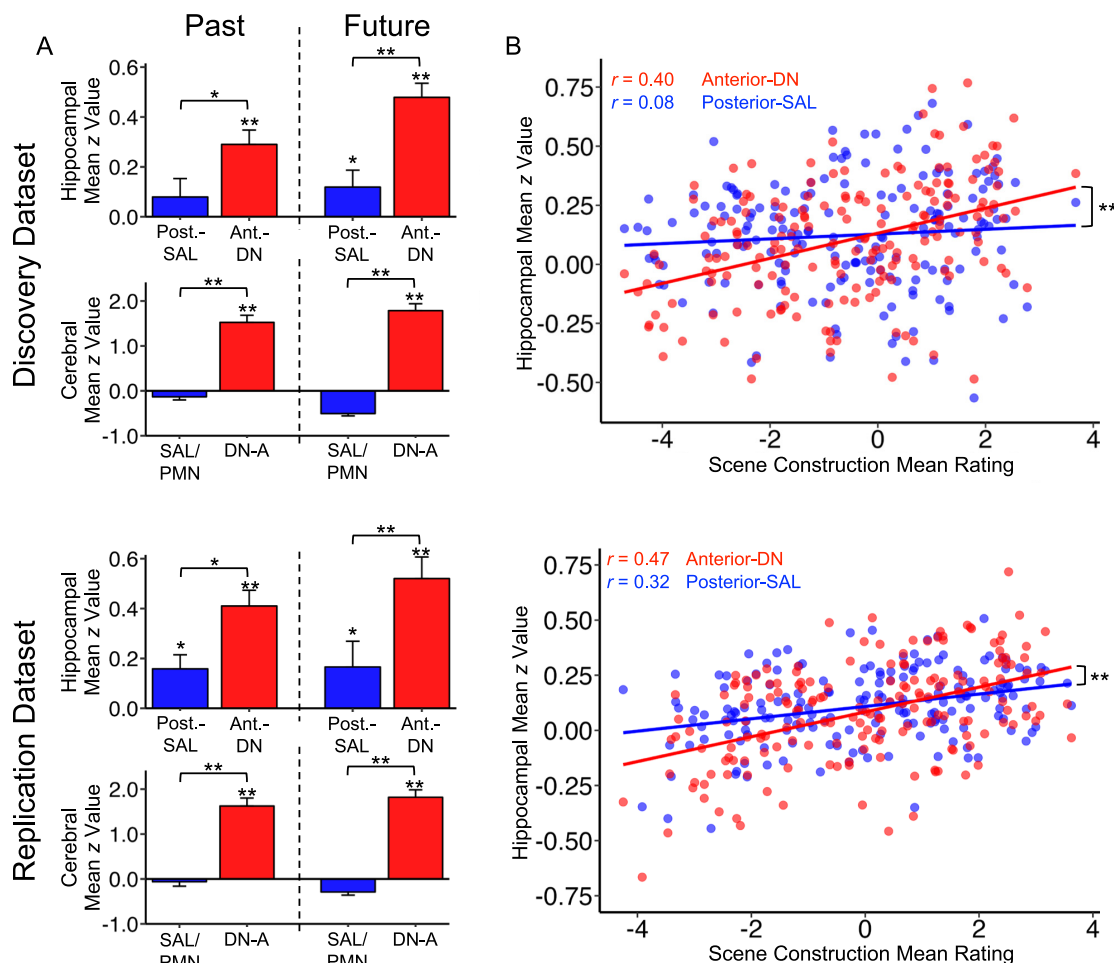 A
Past
Future
B
Discovery Dataset
Hippocampal
Mean z Value
0.6
0.4
0.2
0.0
*
**
**
*
**
Post.-
SAL
Ant.-
DN
Post.-
SAL
Ant.-
DN
Cerebral
Mean z Value
2.0
1.0
0.0
-1.0
**
**
**
**
SAL/
PMN
DN-A
SAL/
PMN
DN-A
r = 0.40 Anterior-DN
r = 0.08 Posterior-SAL
Hippocampal Mean z Value
0.75
0.50
0.25
0.00
-0.25
-0.50
**
-4
-2
0
2
4
Scene Construction Mean Rating
Replication Dataset
Hippocampal
Mean z Value
0.6
0.4
0.2
0.0
*
*
**
**
*
**
Post.-
SAL
Ant.-
DN
Post.-
SAL
Ant.-
DN
Cerebral
Mean z Value
2.0
1.0
0.0
-1.0
**
**
**
**
SAL/
PMN
DN-A
SAL/
PMN
DN-A
r = 0.47 Anterior-DN
r = 0.32 Posterior-SAL
Hippocampal Mean z Value
0.75
0.50
0.25
0.00
-0.25
-0.50
-0.75
**
-4
-2
0
2
4
Scene Construction Mean Rating